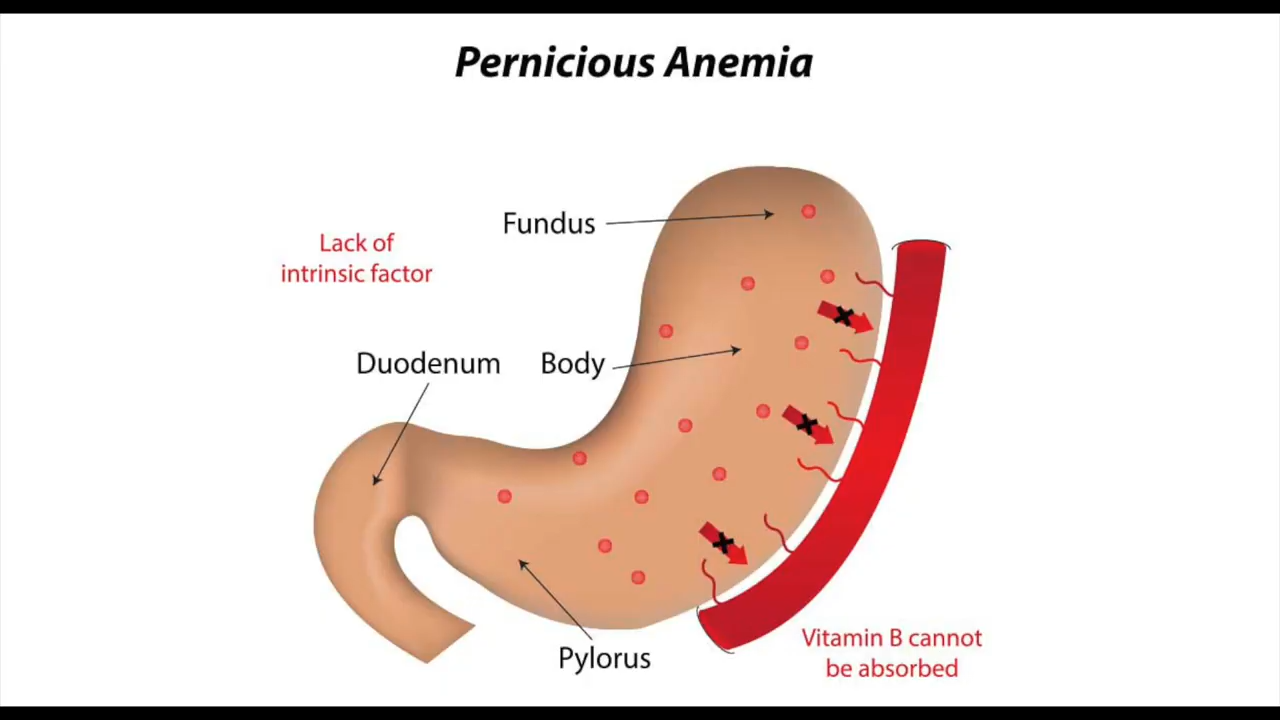 Pernicious Anemia
Fundus
Lack of
intrinsic factor
Duodenum
Body
Pylorus
Vitamin B cannot
be absorbed